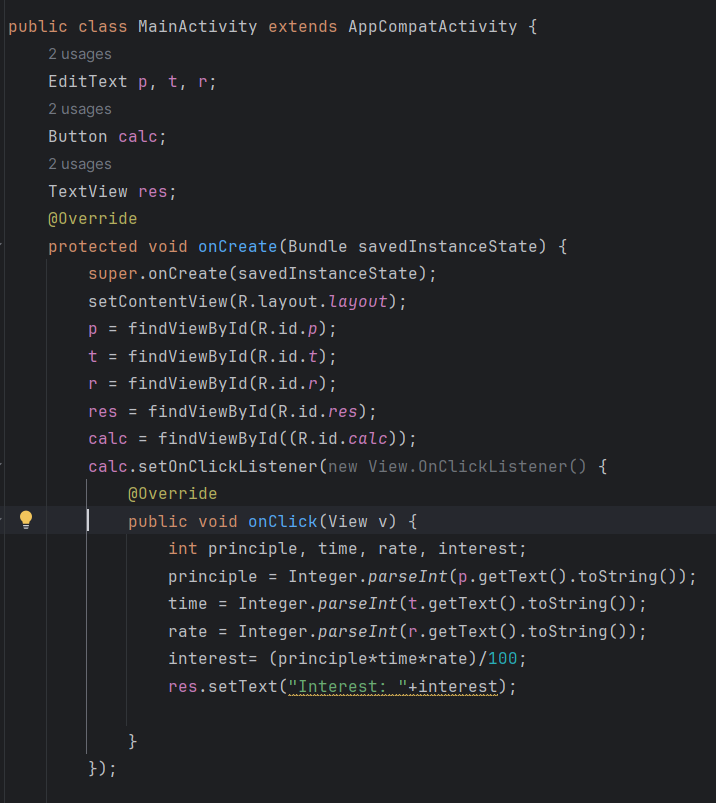 public class MainActivity extends AppCompatActivity {
2 usages
EditText p, t, r;
2 usages
Button calc;
2 usages
TextView res;
@Override
protected void onCreate(Bundle savedInstanceState) {
super.onCreate(savedInstanceState);
setContentView(R.layout.layout);
p = findViewById(R.id.p);
t = findViewById(R.id.t);
r = findViewById(R.id.r);
res = findViewById(R.id.res);
calc = findViewById((R.id.calc));
calc.setOnClickListener(new View.OnClickListener() {
@Override
public void onClick(View v) {
int principle, time, rate, interest;
principle = Integer.parseInt(p.getText().toString());
time = Integer.parseInt(t.getText().toString());
rate = Integer.parseInt(r.getText().toString());
interest= (principle*time*rate)/100;
res.setText("Interest: "+interest);
}
});